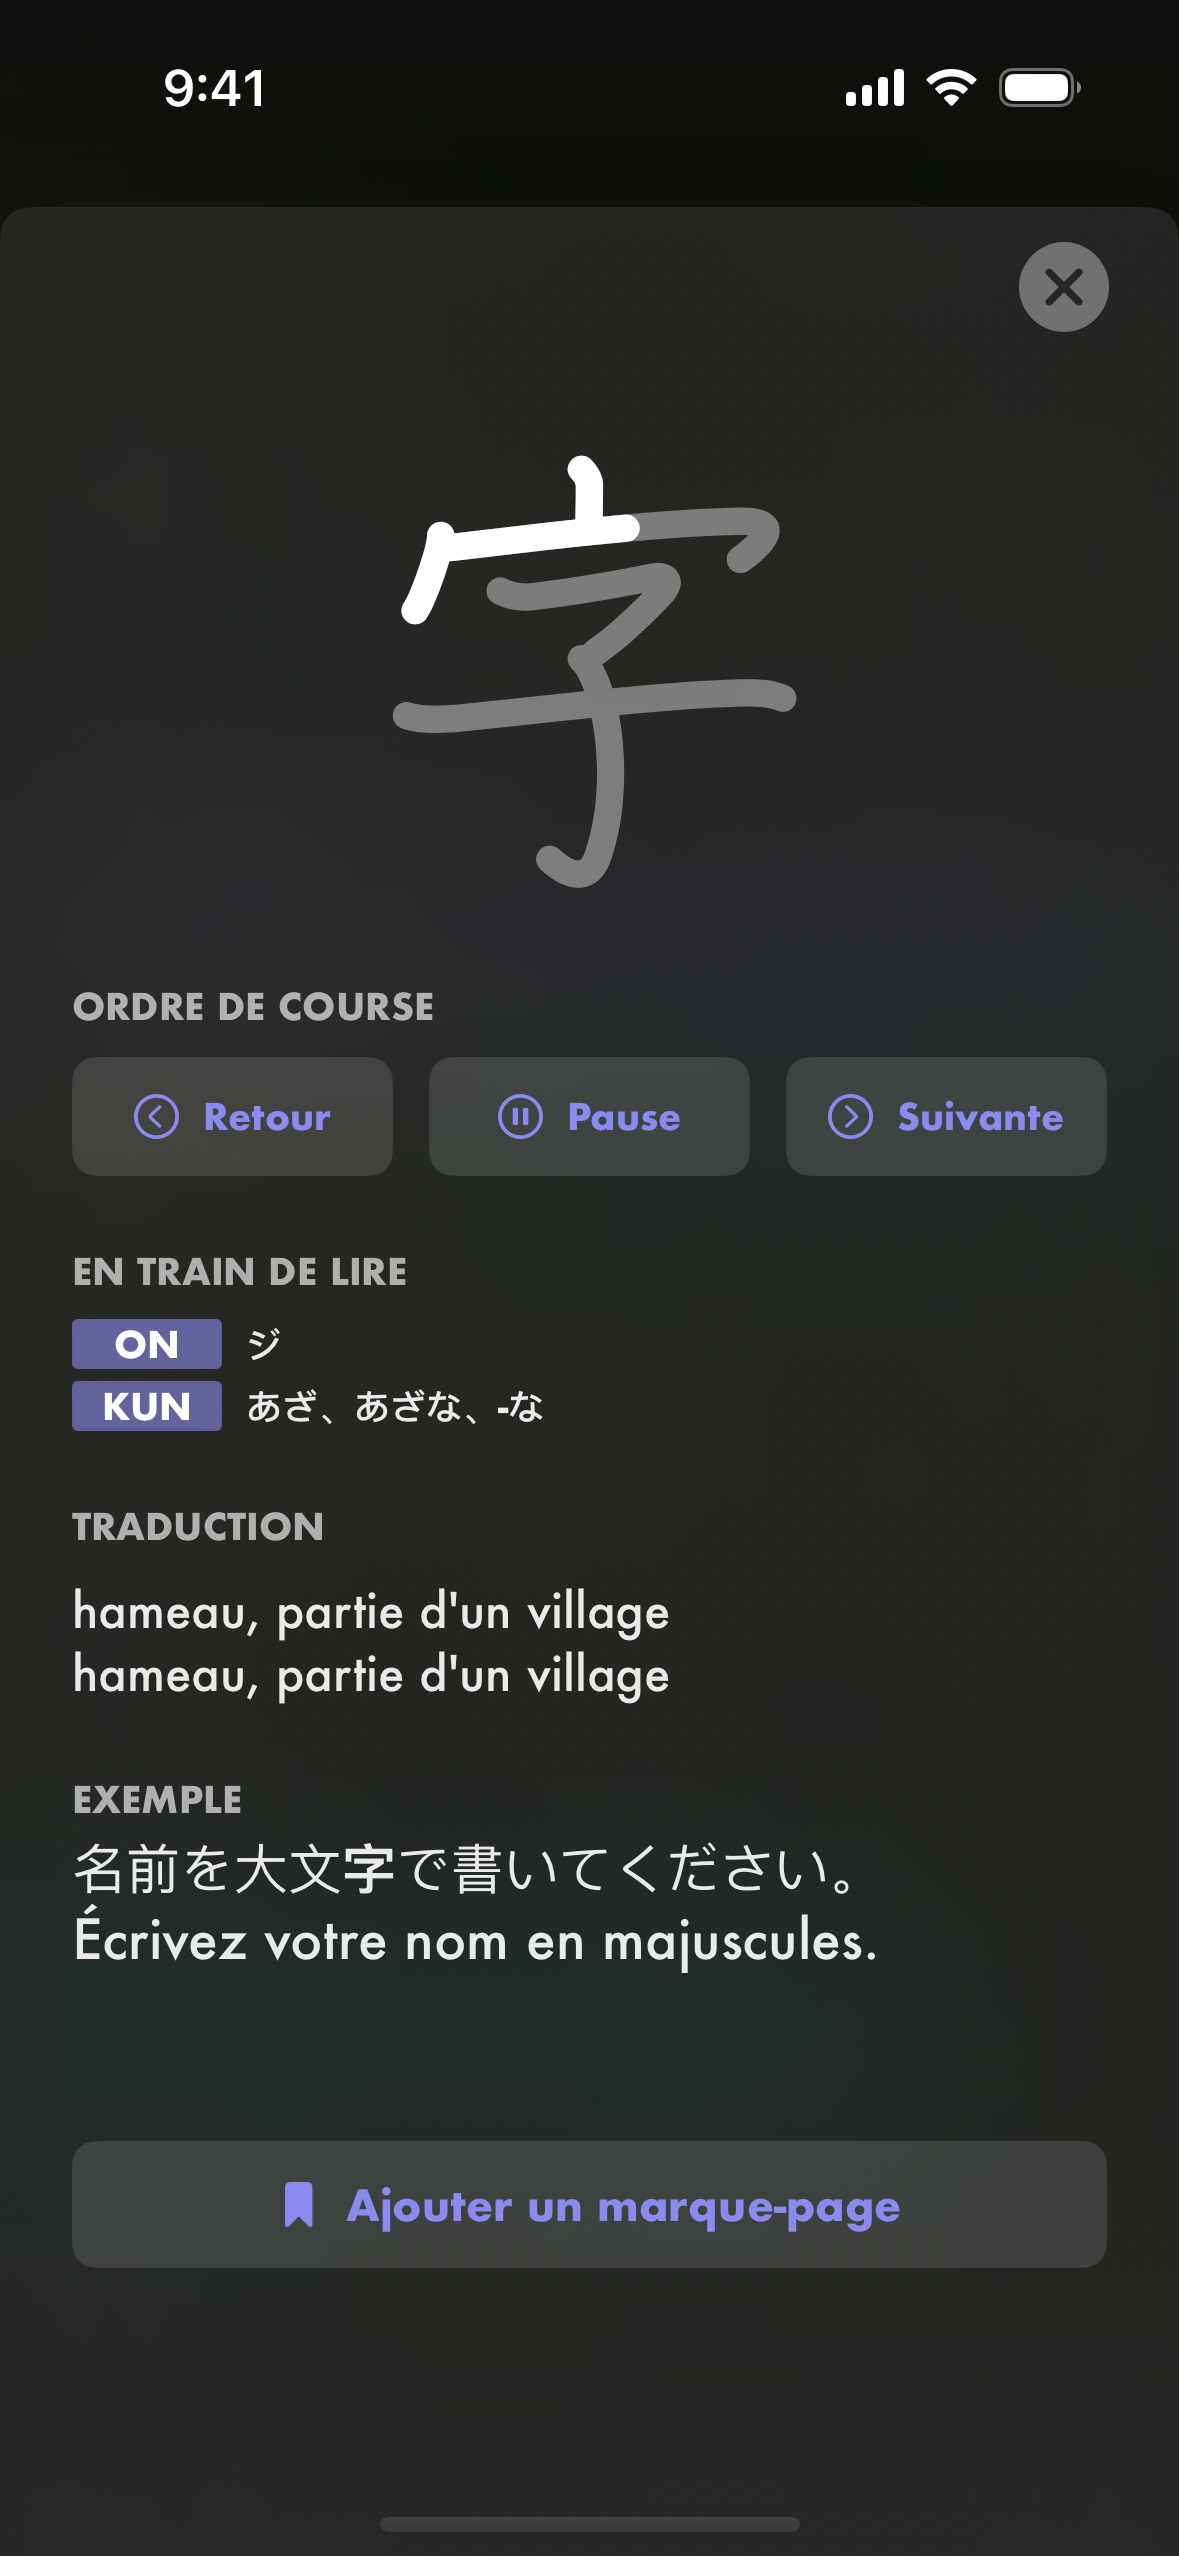 9:41
字
ORDRE DE COURSE
Retour
Pause
Suivante
EN TRAIN DE LIRE
ON ジ
KUN あざ、あざな、-な
TRADUCTION
hameau, partie d'un village
hameau, partie d'un village
EXEMPLE
名前を大文字で書いてください。
Écrivez votre nom en majuscules.
Ajouter un marque-page